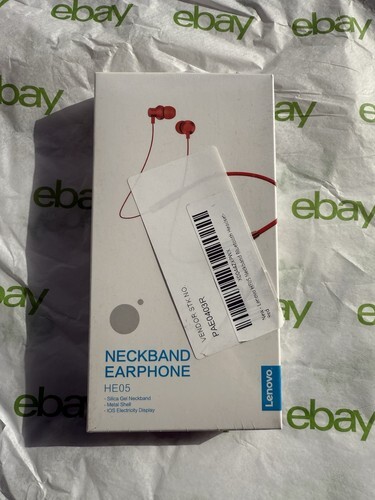 ebay
ebay
ebay
ebay
ebay
VENDOR STK NO
PAE0403R
NECKBAND
EARPHONE
HE05
- Silica Gel Neckband
- Metal Shell
- iOS Electricity Display
Lenovo
ebay
ebay
ebay
ebay
ebay